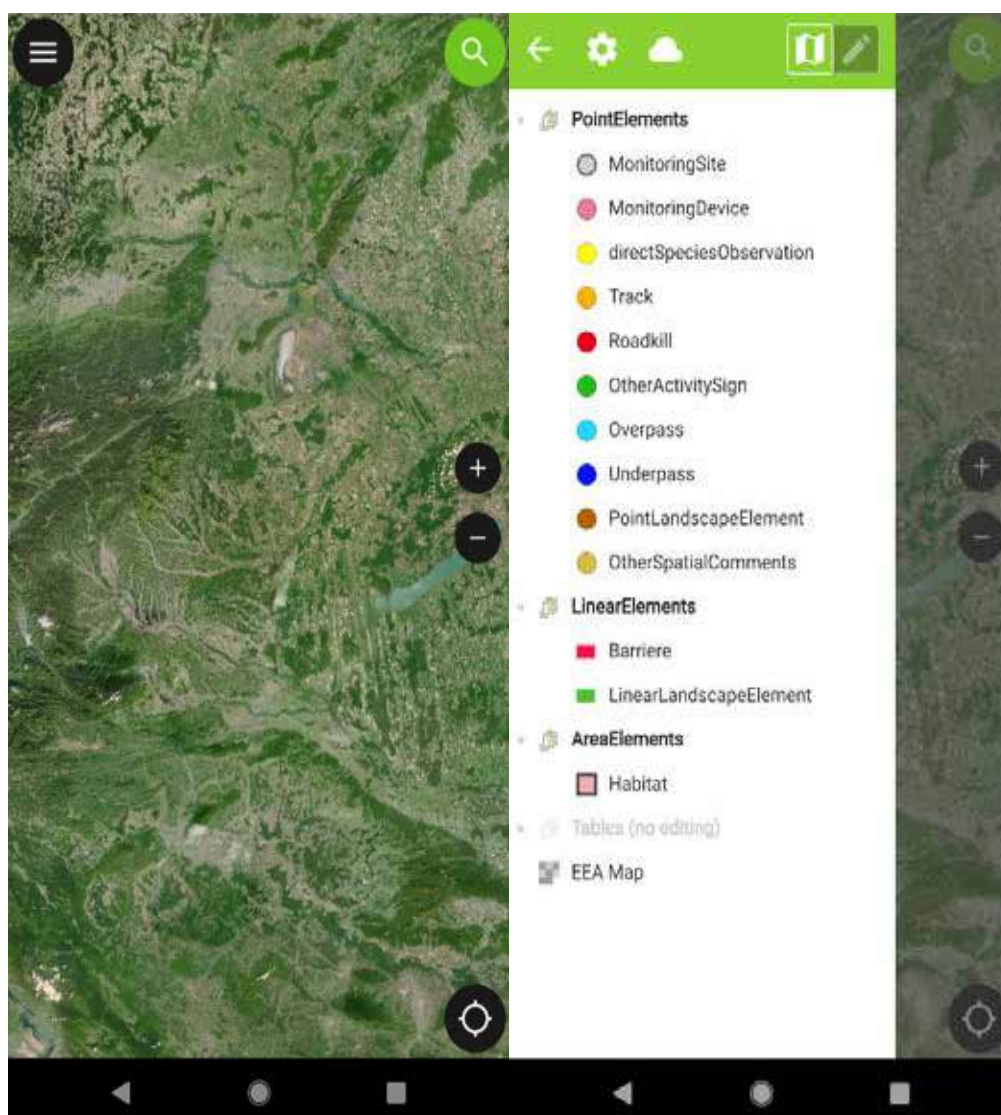 PointElements
MonitoringSite
MonitoringDevice
directSpeciesObservation
Track
Roadkill
OtherActivitySign
Overpass
Underpass
PointLandscapeElement
OtherSpatialComments
LinearElements
Barriere
LinearLandscapeElement
AreaElements
Habitat
Tables (no editing)
EEA Map